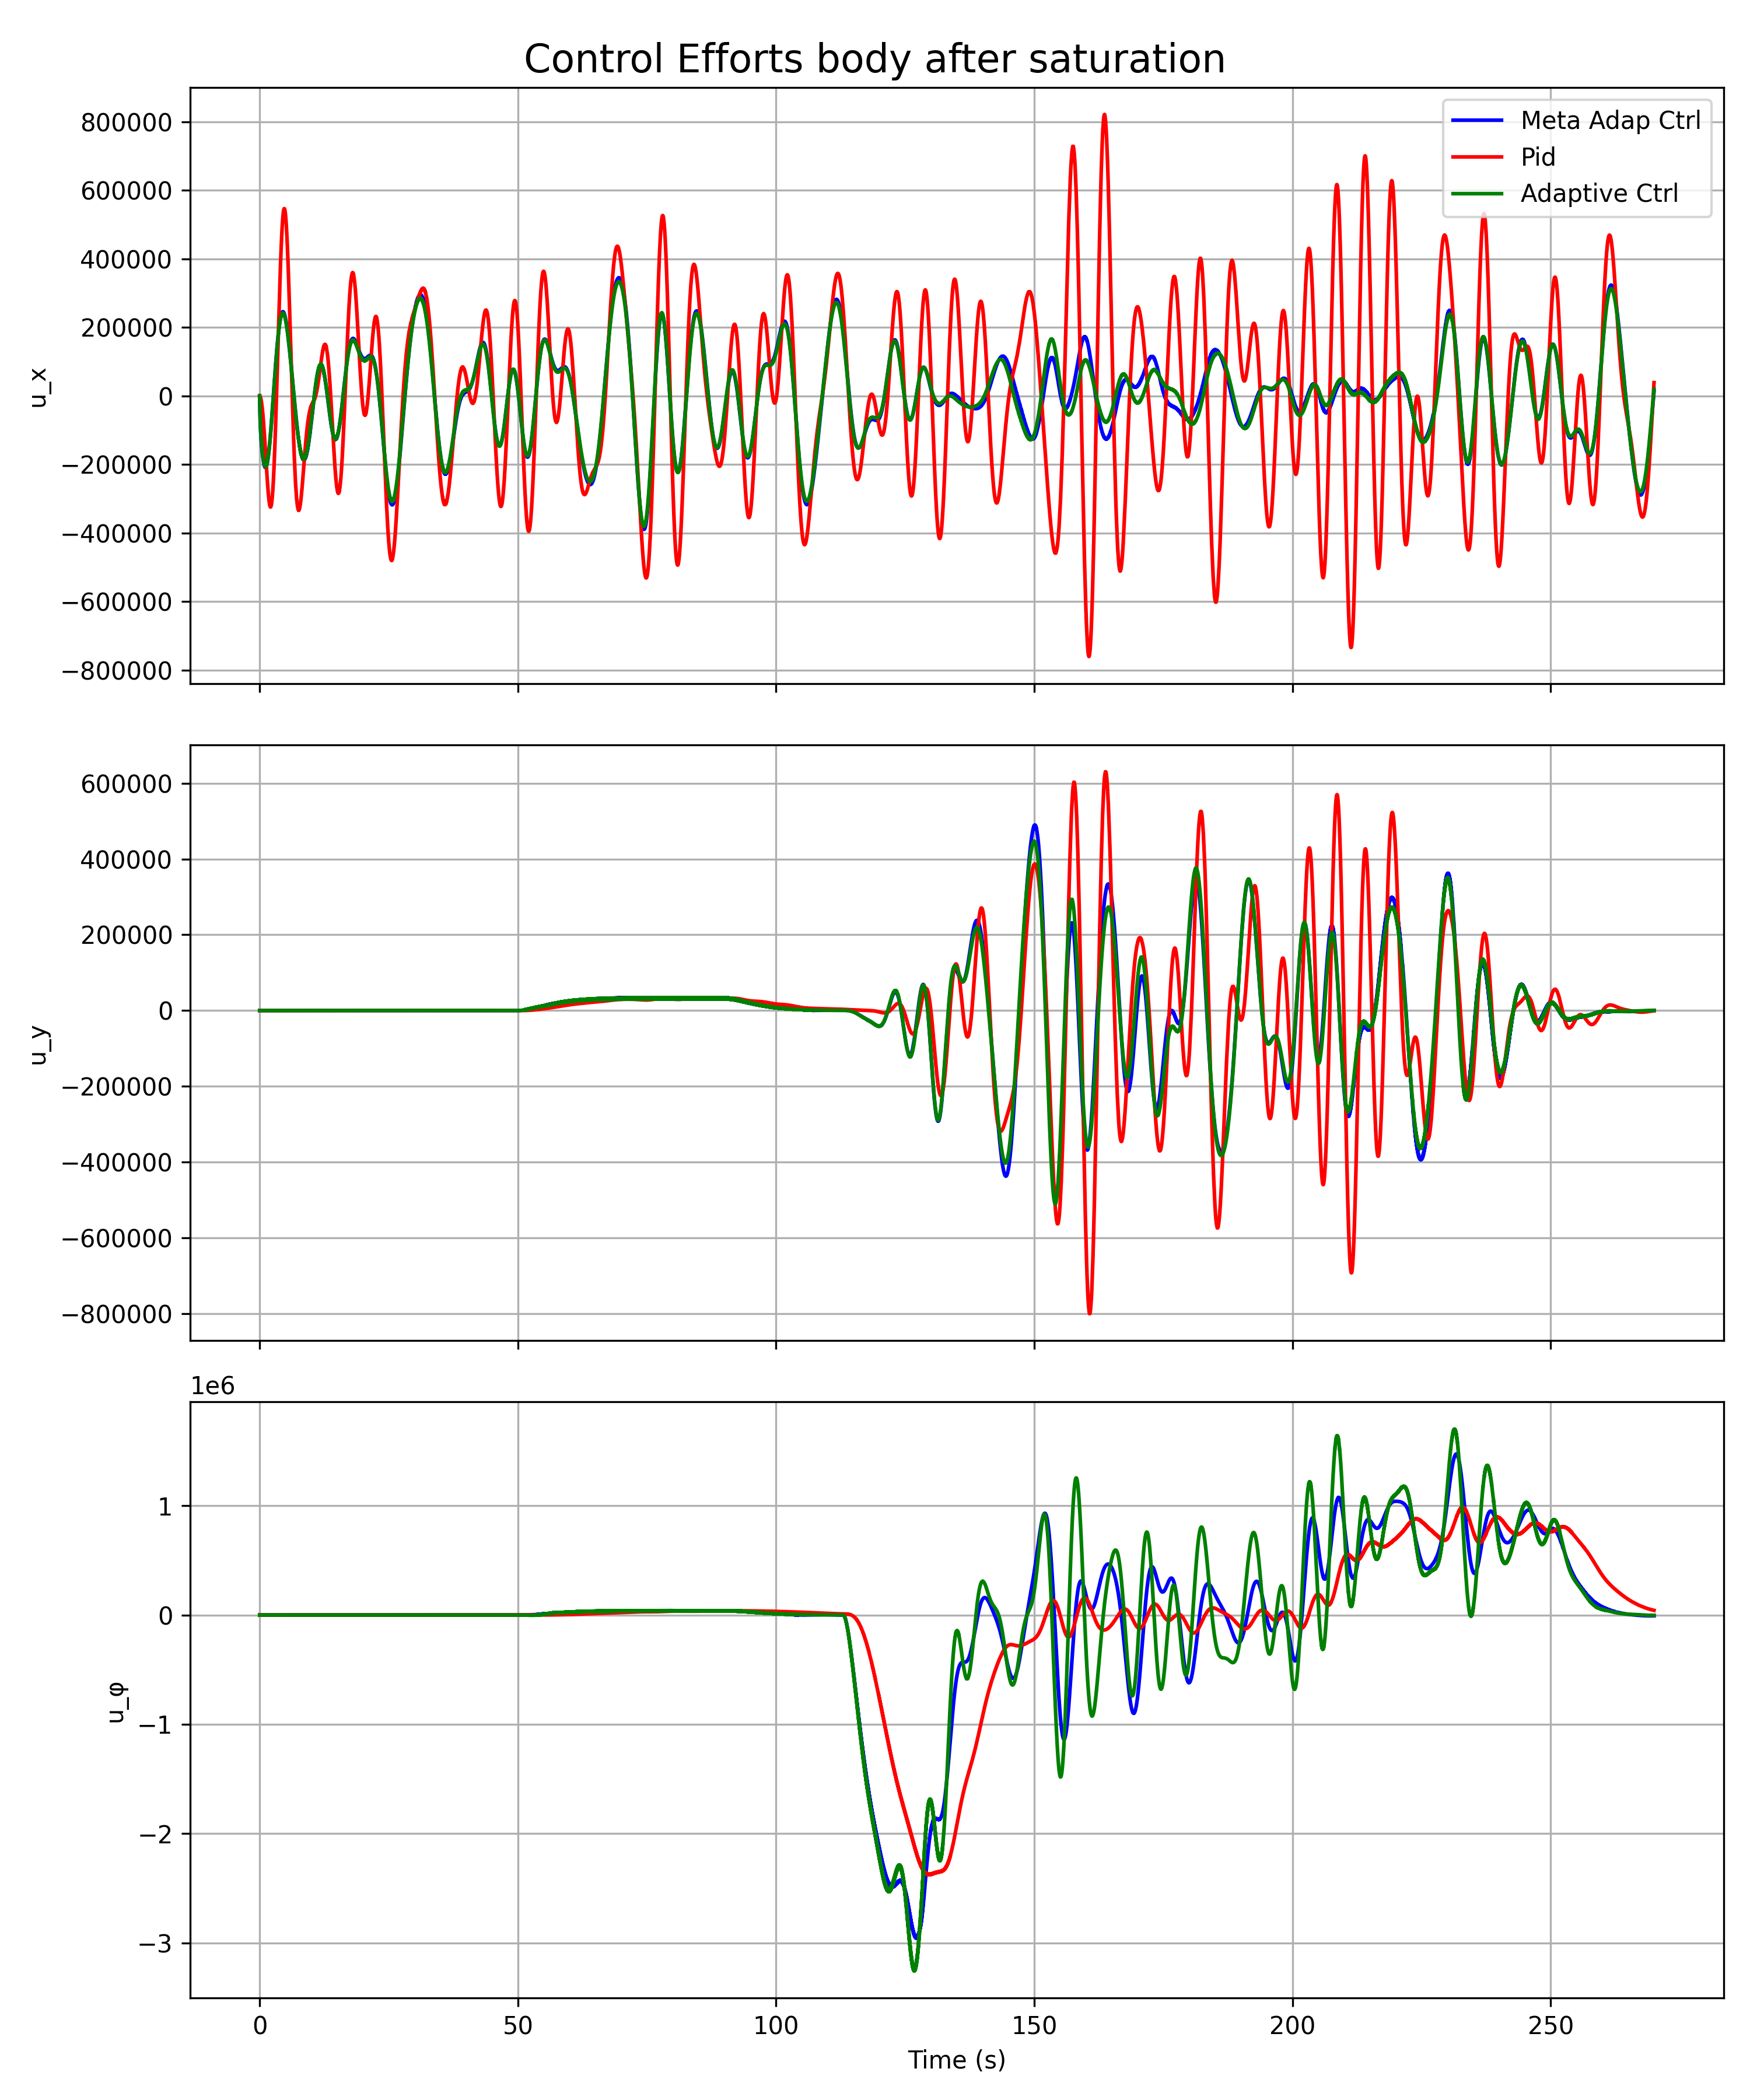 Control Efforts body after saturation
Meta Adap Ctrl
Pid
Adaptive Ctrl
800000
600000
400000
200000
0
−200000
−400000
−600000
−800000
u_x
600000
400000
200000
0
−200000
−400000
−600000
−800000
u_y
1e6
1
0
−1
−2
−3
u_φ
0 50 100 150 200 250
Time (s)